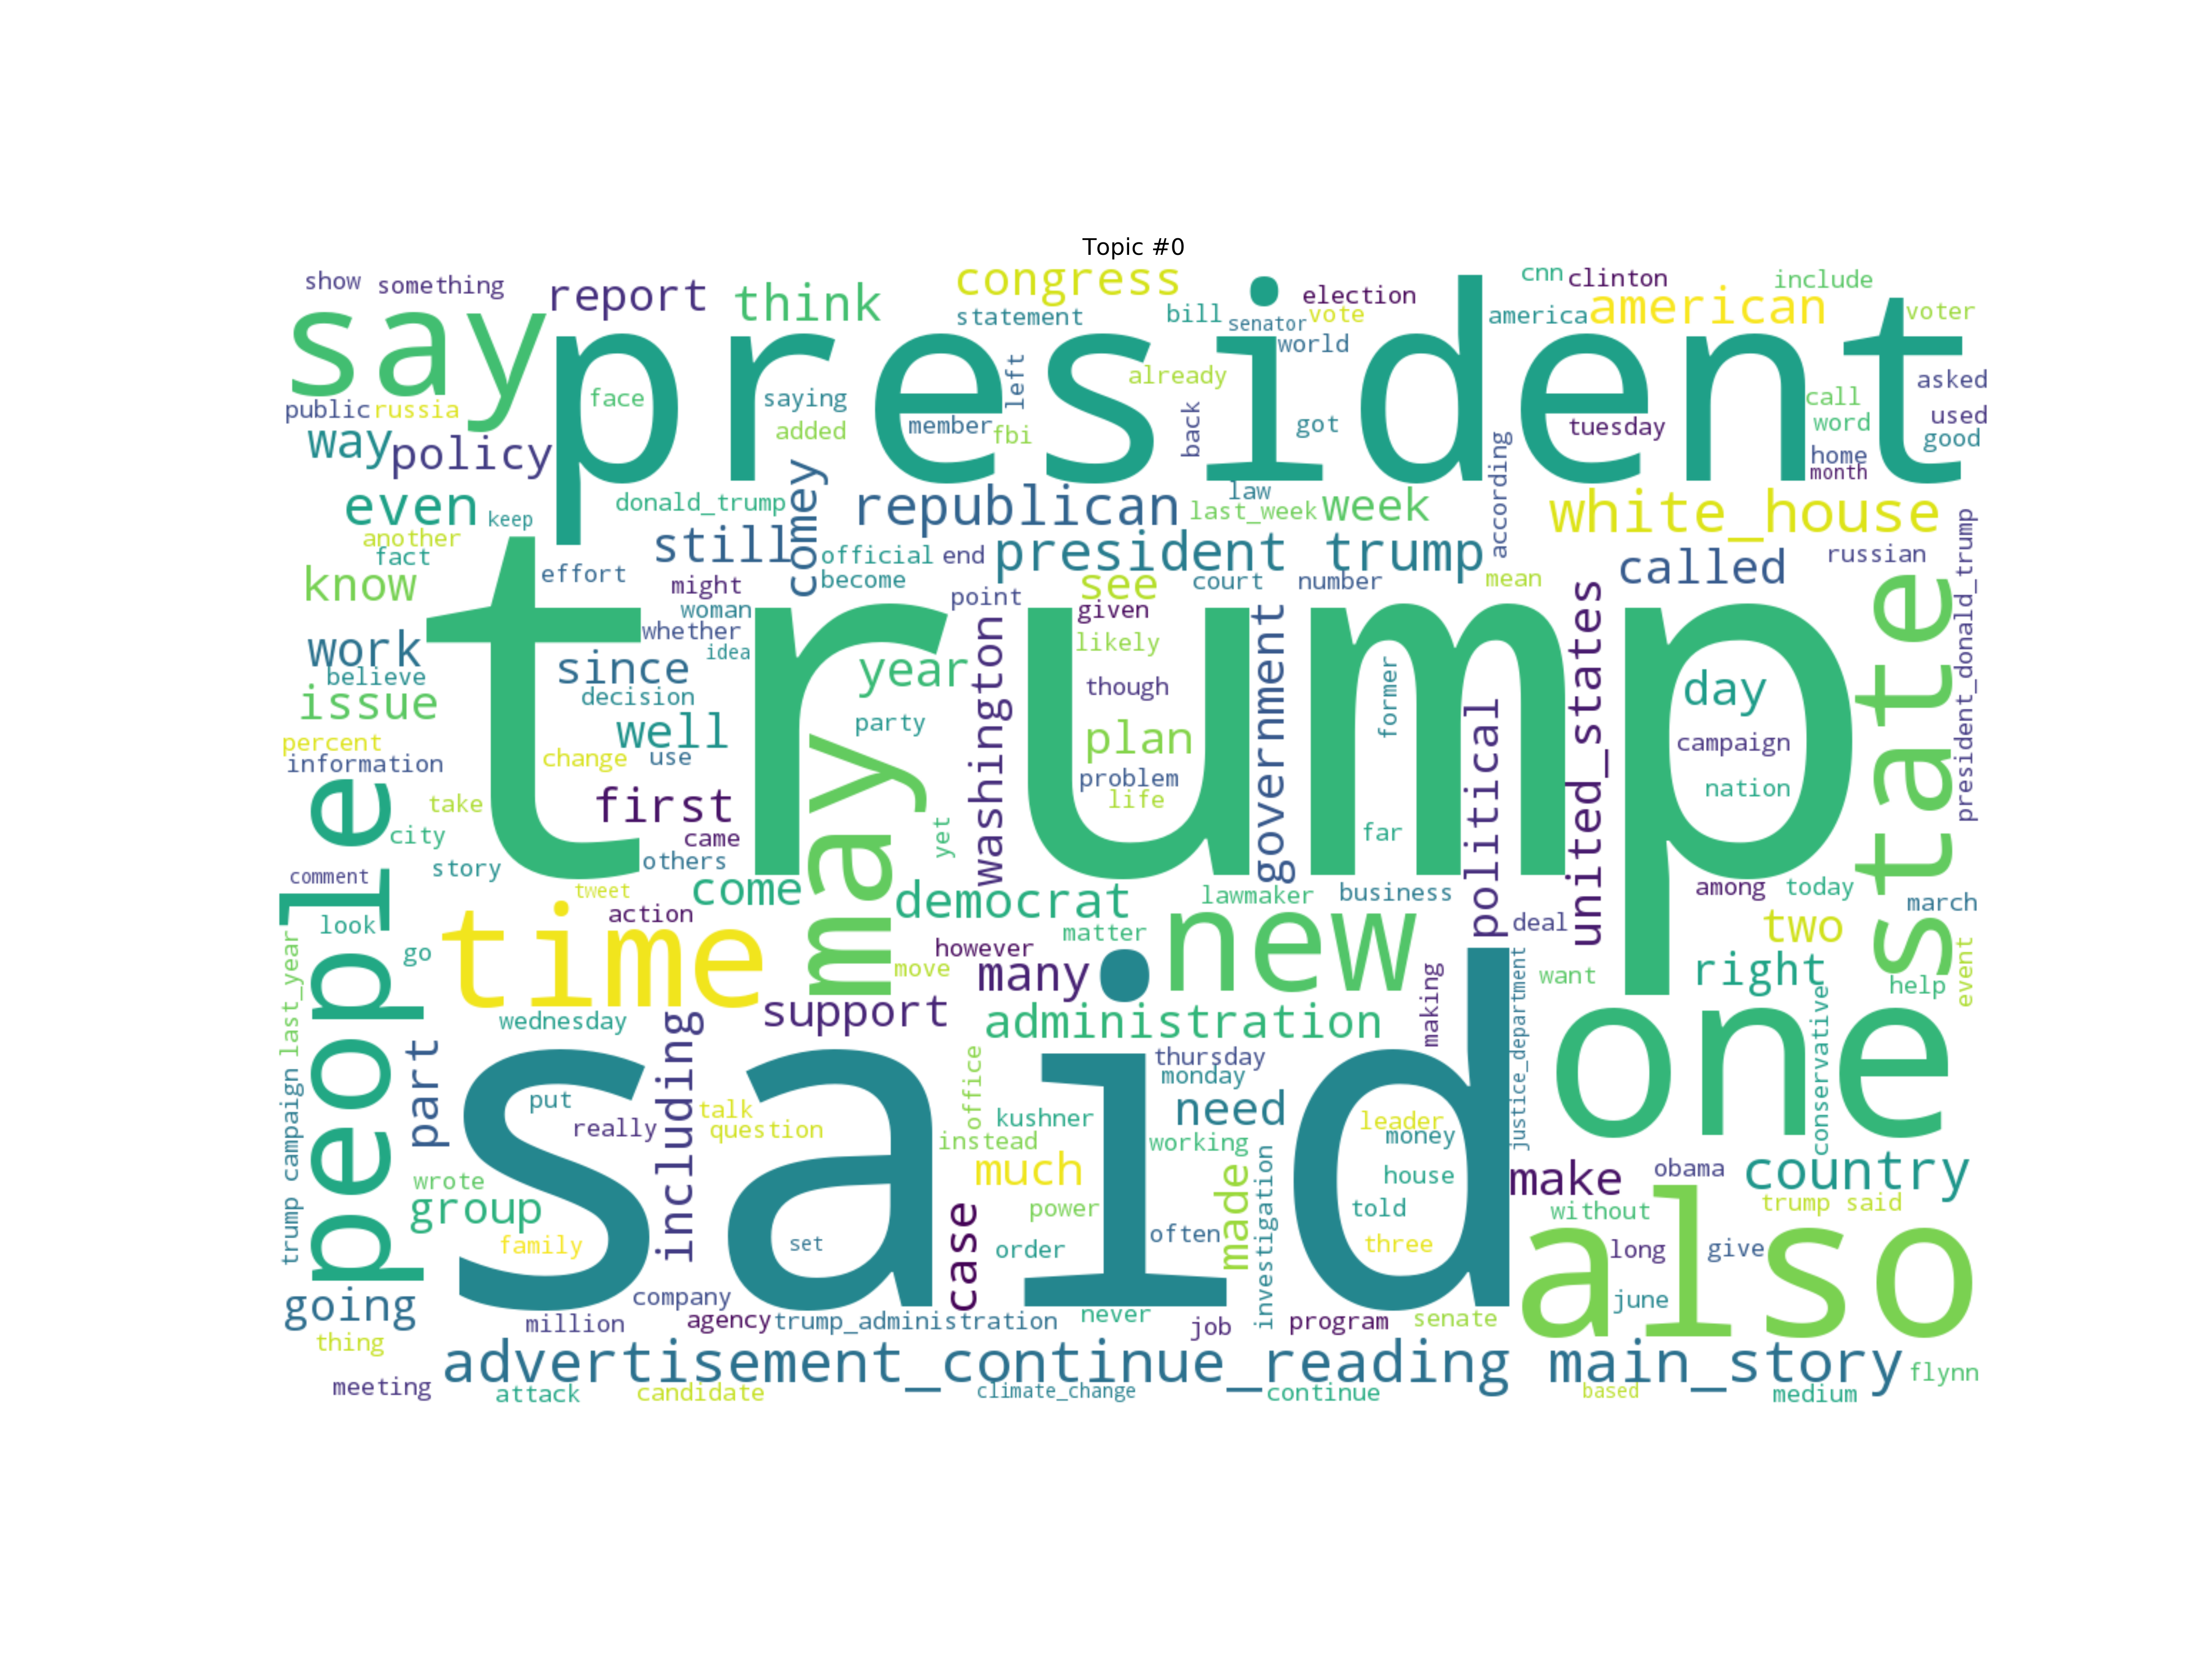 Topic #0
show
something
report
think
congress
election
cnn
clinton
include
say
president
statement
bill
senator
vote
world
america
american
voter
public
russia
face
saying
added
member
fbi
left
already
back
got
tuesday
call
word
asked
used
good
home
month
way
policy
even
keep
another
fact
donald_trump
comey
republican
law
last_week
week
according
white_house
know
effort
still
might
official
become
end
president trump
see
court
number
mean
called
russian
president_donald_trump
work
believe
issue
trump
woman
whether
idea
since
decision
well
year
party
point
washington
given
likely
though
plan
problem
life
government
former
far
political
united_states
day
campaign
nation
state
percent
information
people
take
city
story
change
use
first
came
others
may
yet
comment
look
go
tweet
action
come
democrat
lawmaker
business
deal
among
today
march
time
move
however
matter
many
new
want
two
right
help
event
last_year
wednesday
support
administration
making
justice_department
one
conservative
trump campaign
part
including
said
put
really
talk
question
office
thursday
monday
kushner
instead
need
working
leader
money
wrote
group
family
set
much
power
case
order
often
made
investigation
house
told
three
make
obama
country
without
trump said
also
long
give
june
going
thing
million
company
agency
trump_administration
never
job
program
senate
advertisement_continue_reading main_story
flynn
meeting
attack
candidate
climate_change
continue
based
medium